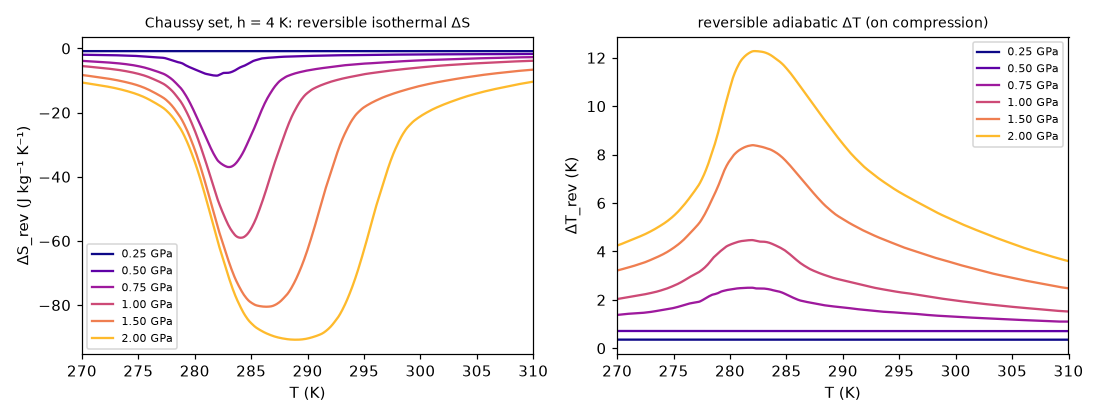 Chaussy set, h = 4 K: reversible isothermal ΔS
0
−20
−40
−60
−80
ΔS_rev (J kg⁻¹ K⁻¹)
0.25 GPa
0.50 GPa
0.75 GPa
1.00 GPa
1.50 GPa
2.00 GPa
270 275 280 285 290 295 300 305 310
T (K)
reversible adiabatic ΔT (on compression)
12
10
8
6
4
2
0
ΔT_rev (K)
0.25 GPa
0.50 GPa
0.75 GPa
1.00 GPa
1.50 GPa
2.00 GPa
270 275 280 285 290 295 300 305 310
T (K)